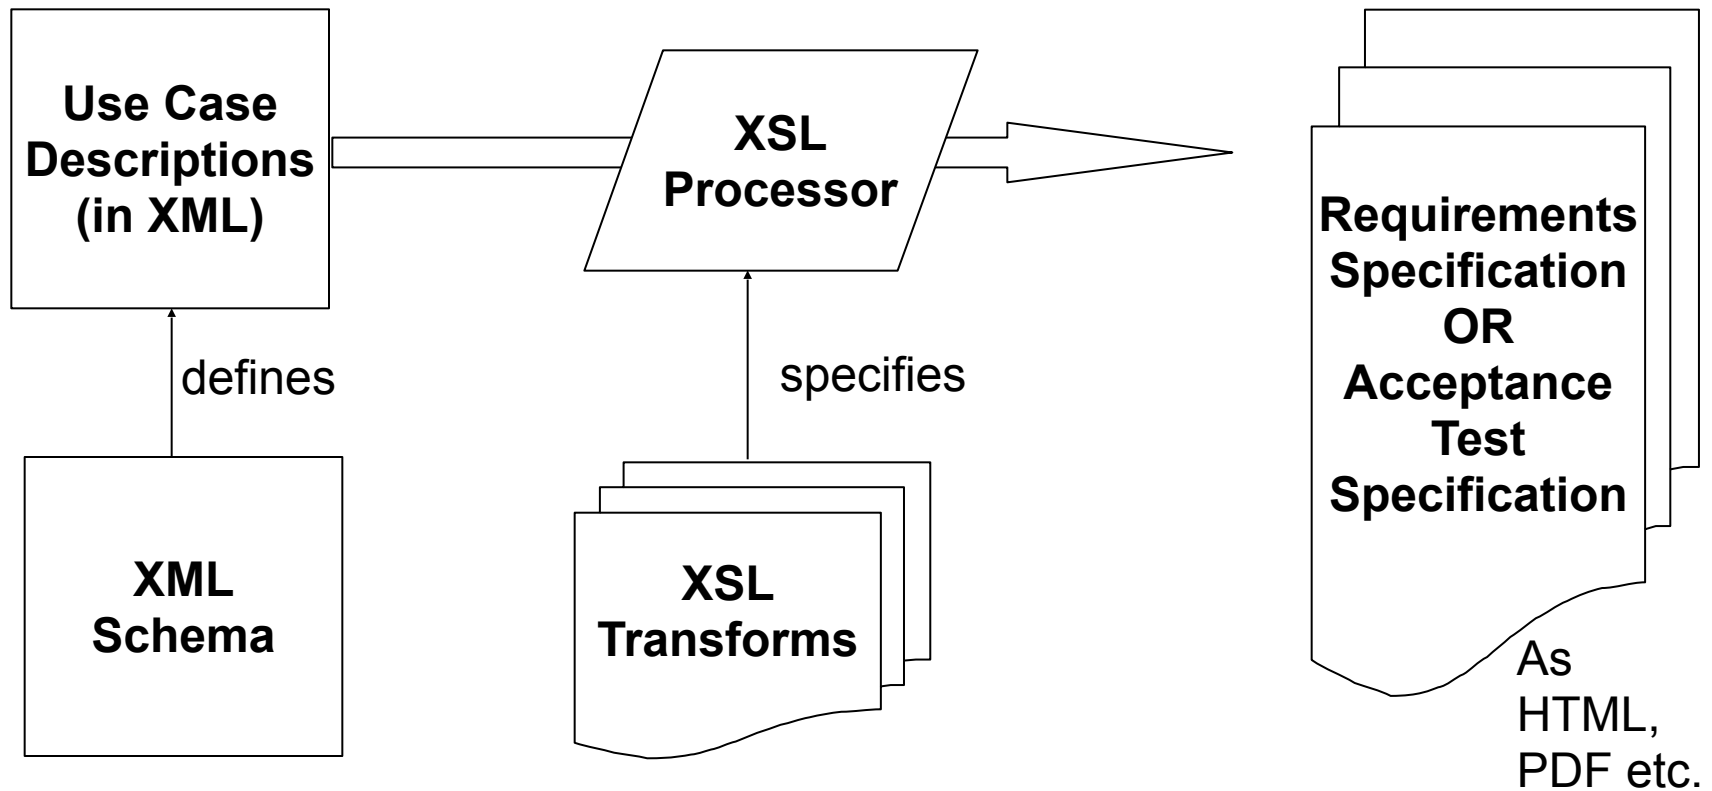 Use Case
Descriptions
(in XML)
XSL
Processor
Requirements
Specification
OR
Acceptance
Test
Specification
defines
specifies
XML
Schema
XSL
Transforms
As
HTML,
PDF etc.